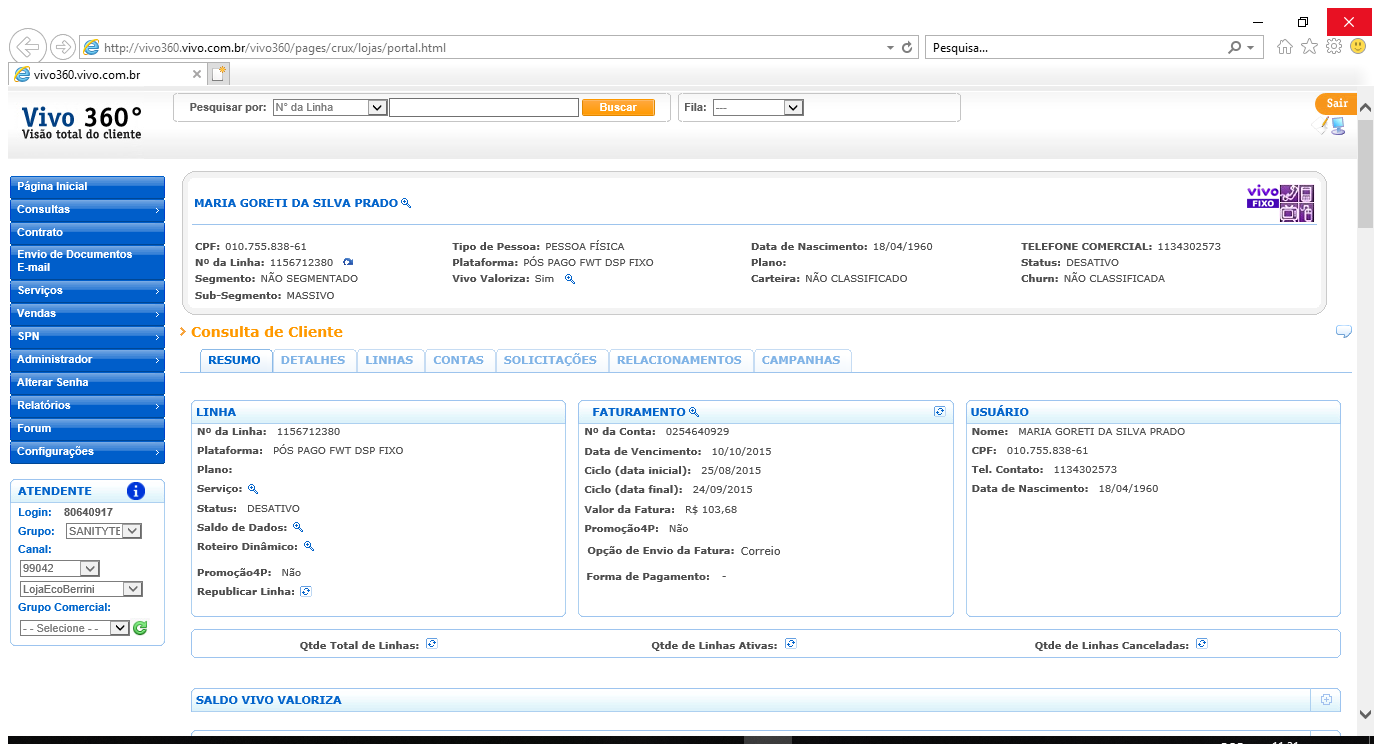 http://vivo360.vivo.com.br/vivo360/pages/crux/lojas/portal.html
Pesquisa...
vivo360.vivo.com.br
Vivo 360°
Visão total do cliente
Pesquisar por: N° da Linha Buscar
Fila: ---
Sair
Página Inicial
Consultas
Contrato
Envio de Documentos
E-mail
Serviços
Vendas
SPN
Administrador
Alterar Senha
Relatórios
Forum
Configurações
ATENDENTE
Login: 80640917
Grupo: SANITYTE
Canal:
99042
LojaEcoBerrini
Grupo Comercial:
- - Selecione - -
MARIA GORETI DA SILVA PRADO
vivo
FIXO
CPF: 010.755.838-61 Tipo de Pessoa: PESSOA FÍSICA Data de Nascimento: 18/04/1960 TELEFONE COMERCIAL: 1134302573
Nº da Linha: 1156712380 Plataforma: PÓS PAGO FWT DSP FIXO Plano: Status: DESATIVO
Segmento: NÃO SEGMENTADO Vivo Valoriza: Sim Carteira: NÃO CLASSIFICADO Churn: NÃO CLASSIFICADA
Sub-Segmento: MASSIVO
Consulta de Cliente
RESUMO DETALHES LINHAS CONTAS SOLICITAÇÕES RELACIONAMENTOS CAMPANHAS
LINHA
Nº da Linha: 1156712380
Plataforma: PÓS PAGO FWT DSP FIXO
Plano:
Serviço:
Status: DESATIVO
Saldo de Dados:
Roteiro Dinâmico:
Promoção4P: Não
Republicar Linha:
FATURAMENTO
Nº da Conta: 0254640929
Data de Vencimento: 10/10/2015
Ciclo (data inicial): 25/08/2015
Ciclo (data final): 24/09/2015
Valor da Fatura: R$ 103,68
Promoção4P: Não
Opção de Envio da Fatura: Correio
Forma de Pagamento: -
USUÁRIO
Nome: MARIA GORETI DA SILVA PRADO
CPF: 010.755.838-61
Tel. Contato: 1134302573
Data de Nascimento: 18/04/1960
Qtde Total de Linhas: Qtde de Linhas Ativas: Qtde de Linhas Canceladas:
SALDO VIVO VALORIZA